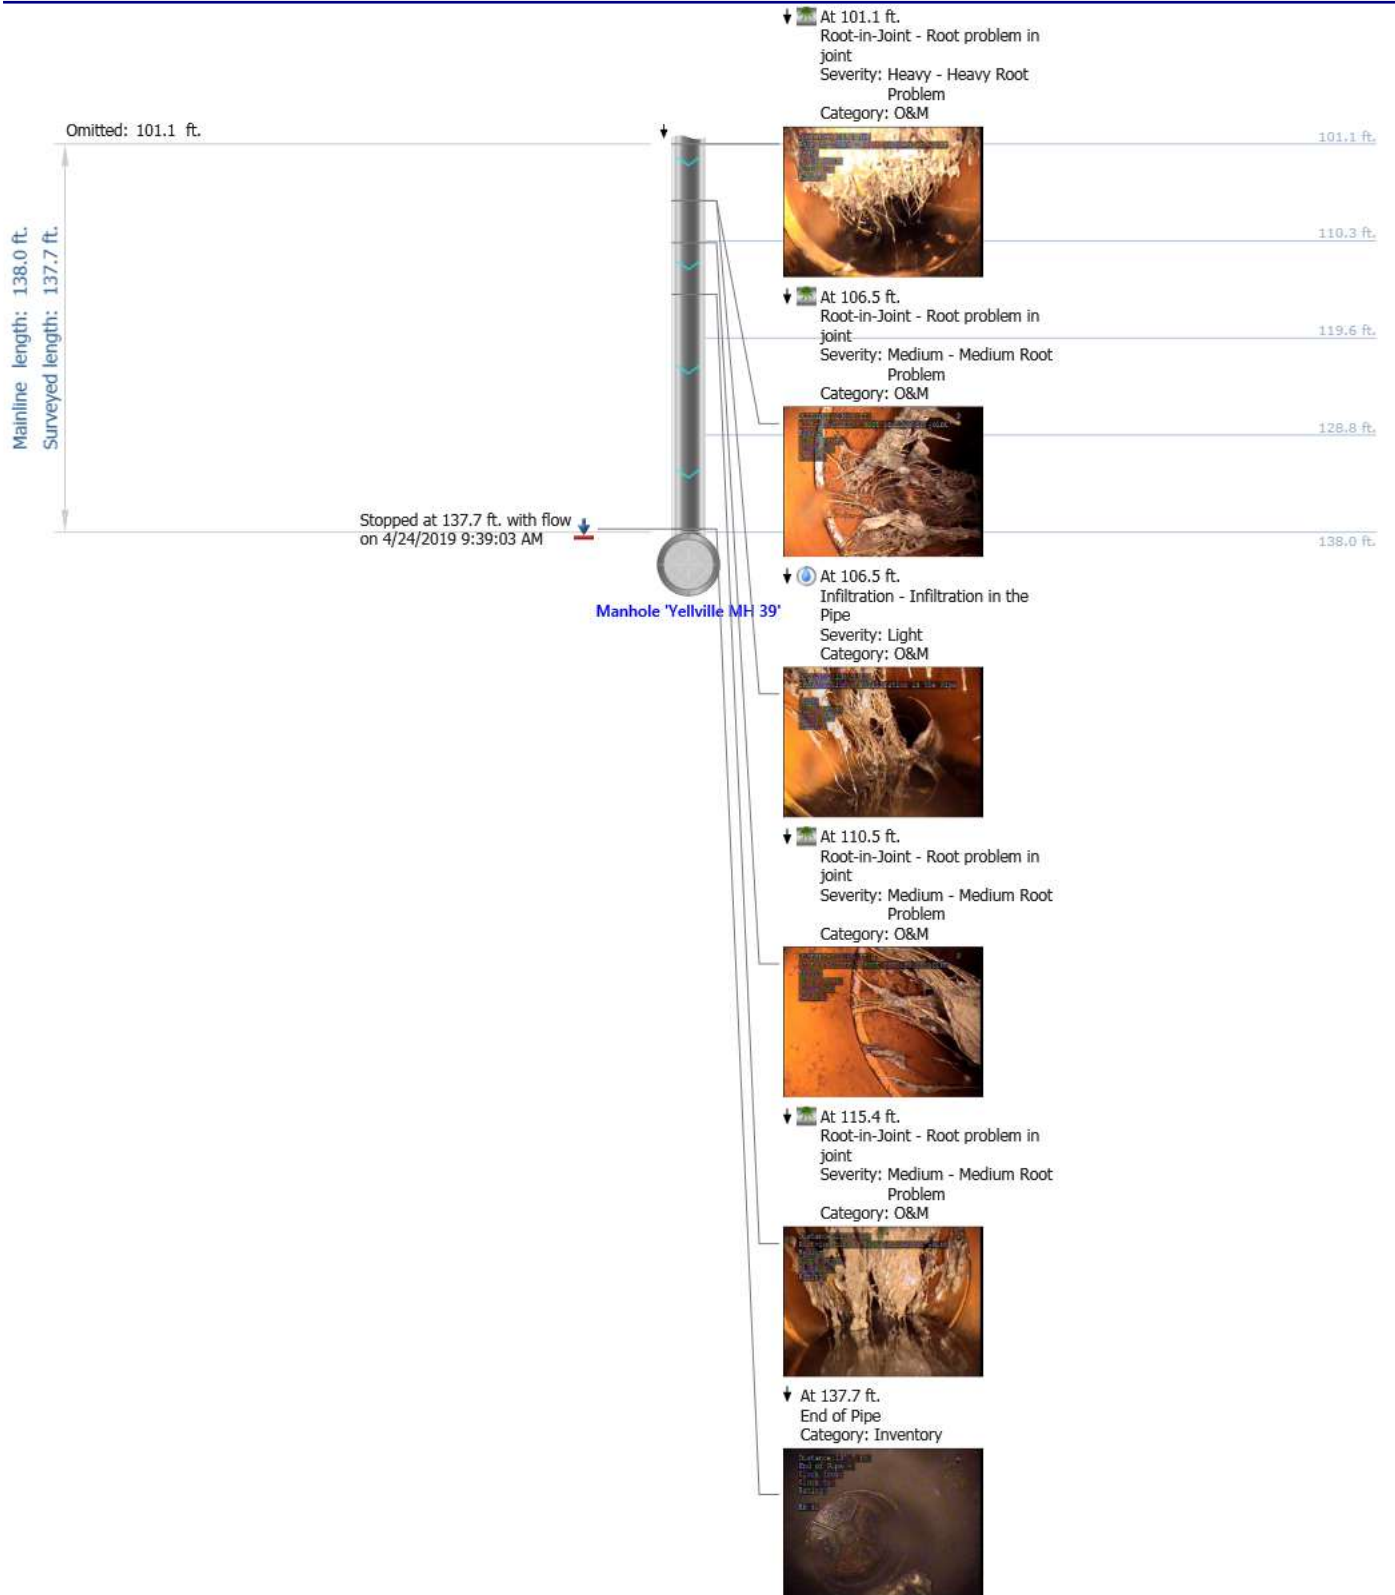 At 101.1 ft.
Root-in-Joint - Root problem in
joint
Severity: Heavy - Heavy Root
Problem
Category: O&M
Omitted: 101.1 ft.
101.1 ft.
110.3 ft.
119.6 ft.
128.8 ft.
138.0 ft.
Mainline length: 138.0 ft.
Surveyed length: 137.7 ft.
At 106.5 ft.
Root-in-Joint - Root problem in
joint
Severity: Medium - Medium Root
Problem
Category: O&M
Stopped at 137.7 ft. with flow
on 4/24/2019 9:39:03 AM
Manhole 'Yellville MH 39'
At 106.5 ft.
Infiltration - Infiltration in the
Pipe
Severity: Light
Category: O&M
At 110.5 ft.
Root-in-Joint - Root problem in
joint
Severity: Medium - Medium Root
Problem
Category: O&M
At 115.4 ft.
Root-in-Joint - Root problem in
joint
Severity: Medium - Medium Root
Problem
Category: O&M
At 137.7 ft.
End of Pipe
Category: Inventory
End of Pipe